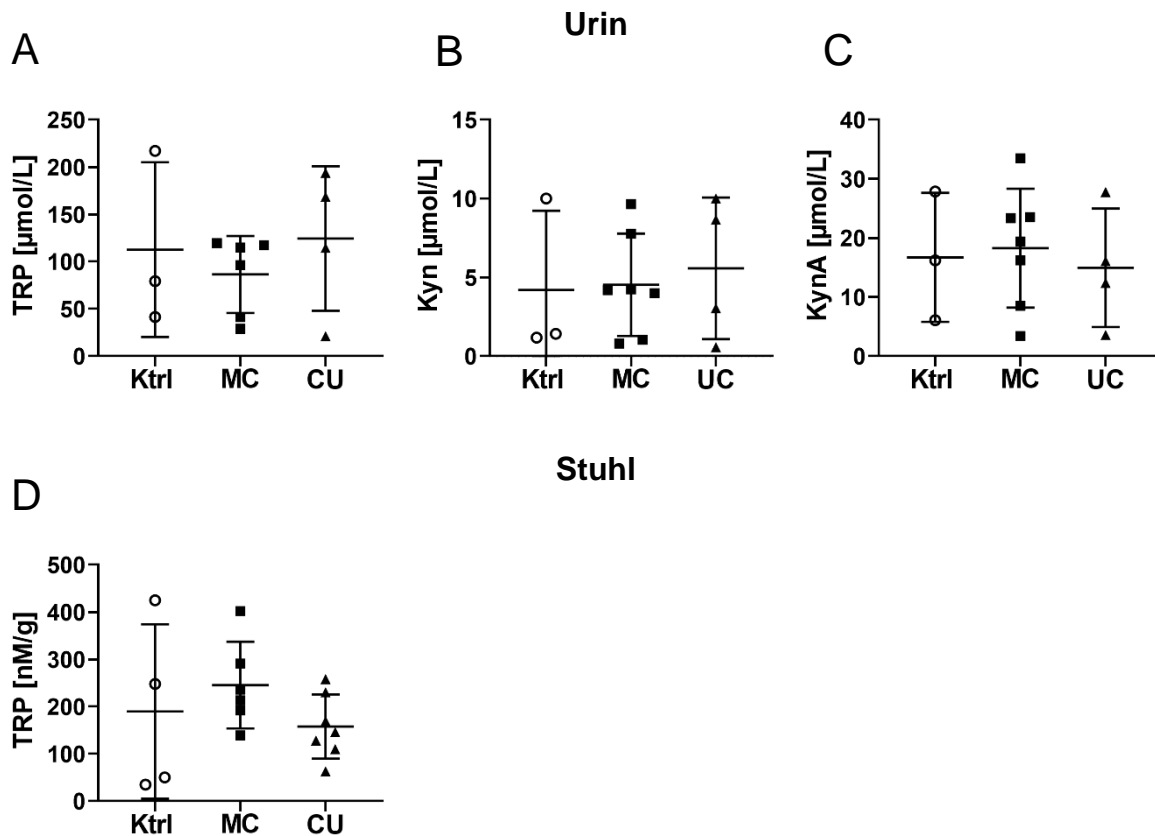 Urin
A
TRP [µmol/L]
250
200
150
100
50
0
Ktrl MC CU
B
Kyn [µmol/L]
15
10
5
0
Ktrl MC UC
C
KynA [µmol/L]
40
30
20
10
0
Ktrl MC UC
Stuhl
D
TRP [nM/g]
500
400
300
200
100
0
Ktrl MC CU